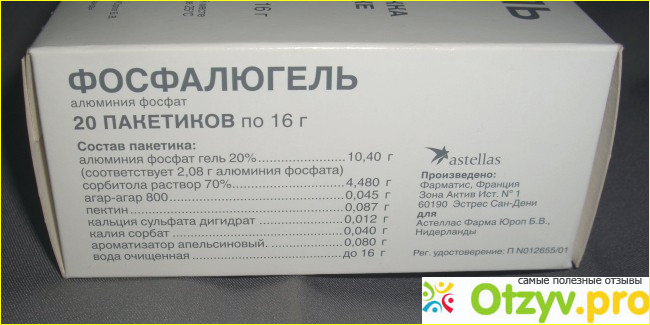 ФОСФАЛЮГЕЛЬ
алюминия фосфат
20 ПАКЕТИКОВ по 16 г
Состав пакетика:
алюминия фосфат гель 20%..............................10,40 г
(соответствует 2,08 г алюминия фосфата)
сорбитола раствор 70%....................................4,480 г
агар-агар 800....................................................0,045 г
пектин................................................................0,087 г
кальция сульфата дигидрат.............................0,012 г
калия сорбат....................................................0,040 г
ароматизатор апельсиновый. ..........................0,080 г
вода очищенная................................................до 16 г
astellas
Произведено:
Фарматис, Франция
Зона Актив Ист. N° 1
60190 Эстрес Сан-Дени
для
Астеллас Фарма Юроп Б.В.,
Нидерланды
Рег. удостоверение: П N012655/01
16 г
самые полезные отзывы
Otzyv.pro